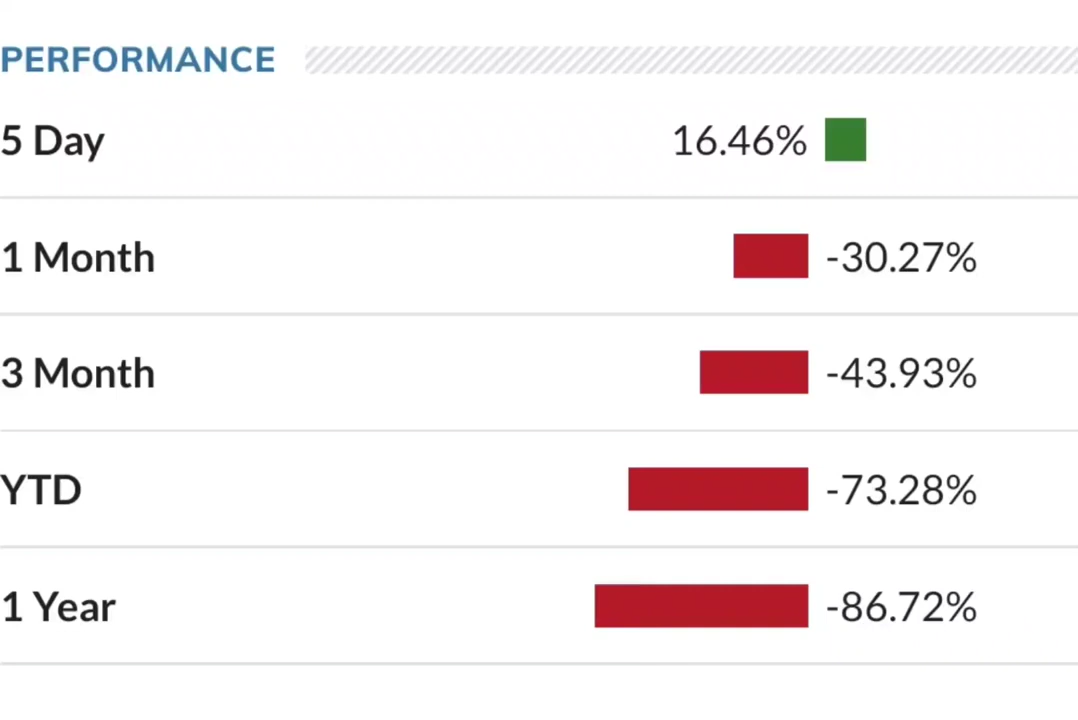 PERFORMANCE
5 Day 16.46%
1 Month -30.27%
3 Month -43.93%
YTD -73.28%
1 Year -86.72%